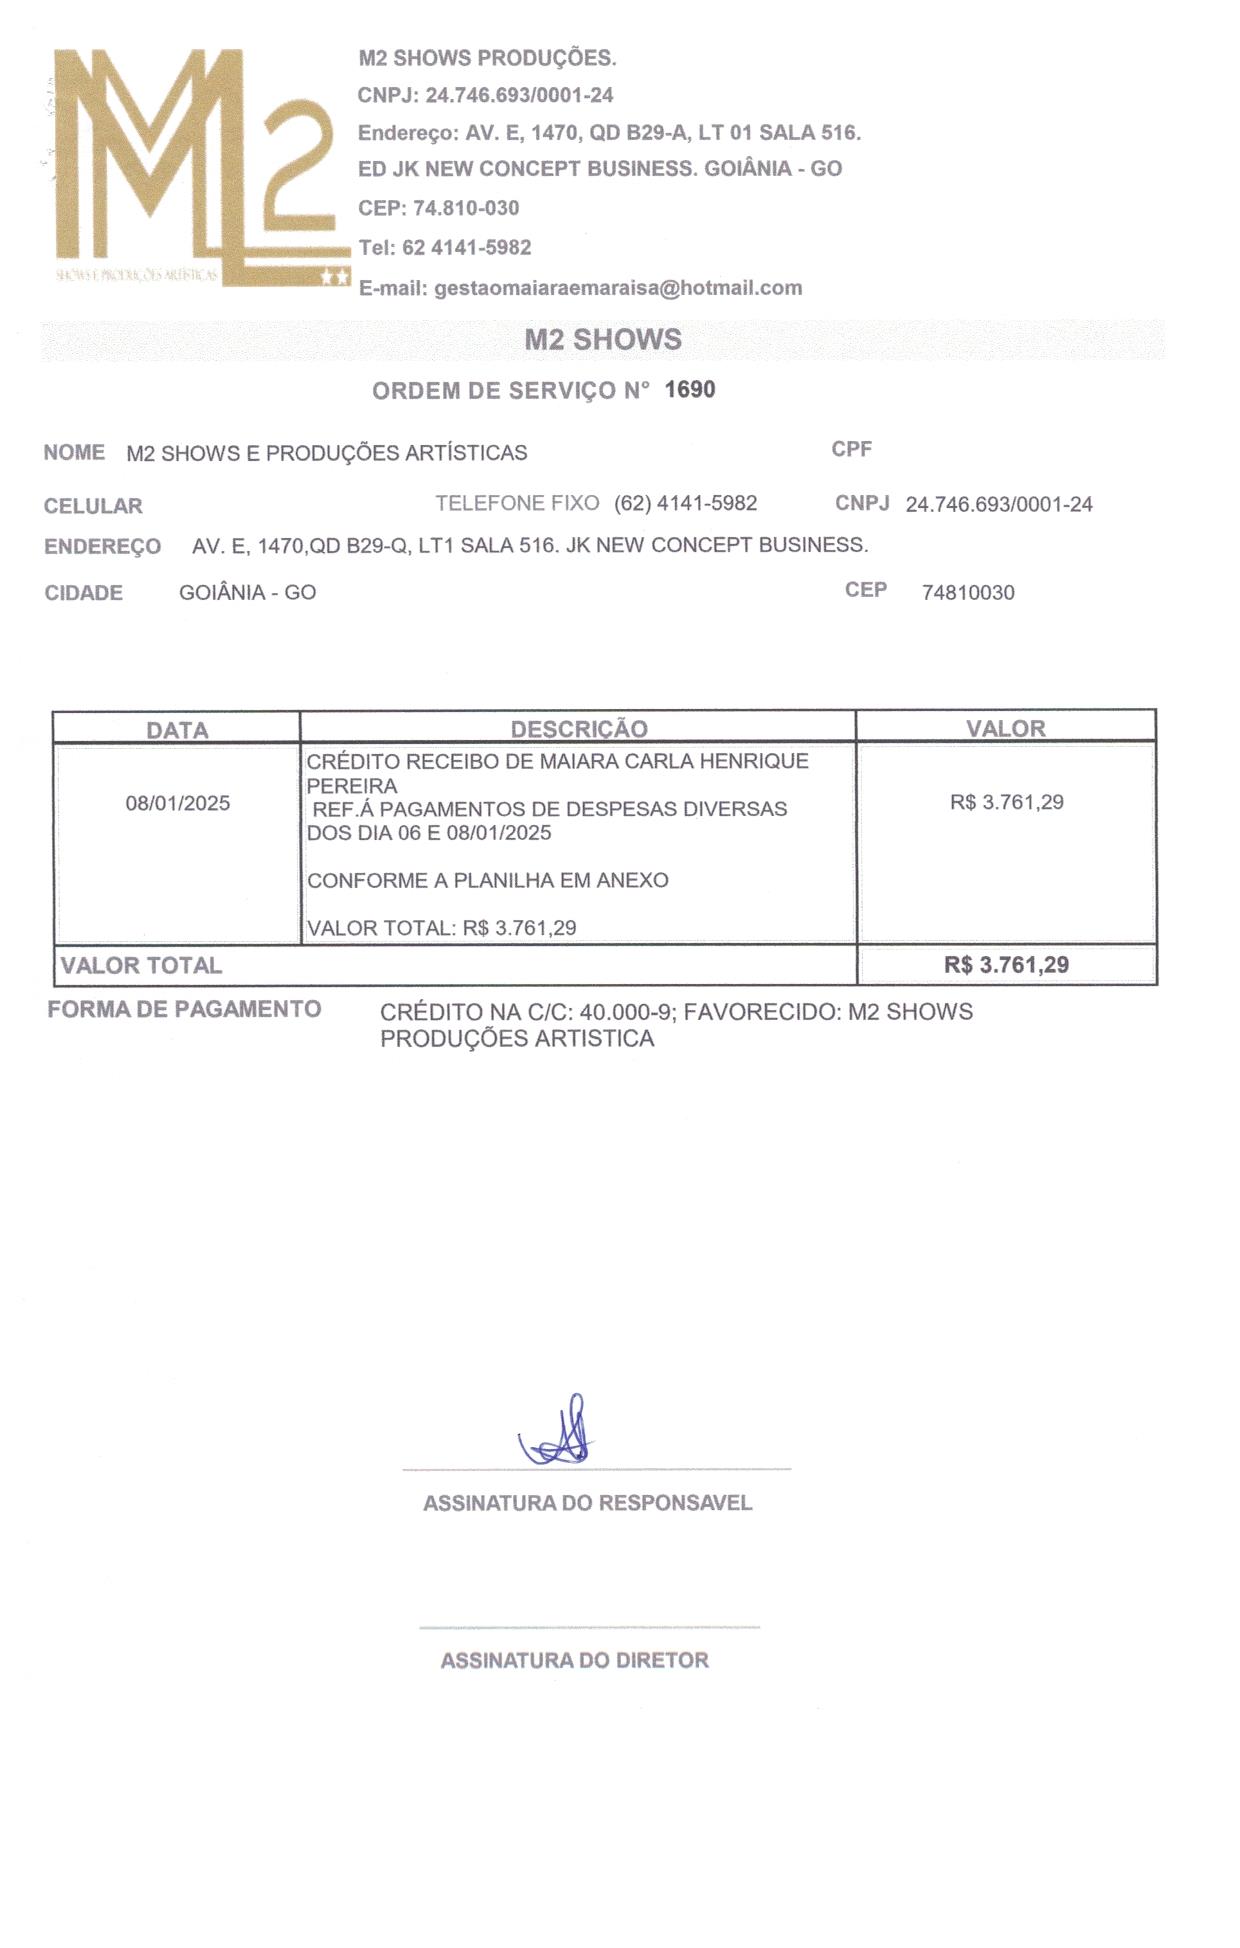 M2
SHOWS E PRODUÇÕES ARTÍSTICAS
M2 SHOWS PRODUÇÕES.
CNPJ: 24.746.693/0001-24
Endereço: AV. E, 1470, QD B29-A, LT 01 SALA 516.
ED JK NEW CONCEPT BUSINESS. GOIÂNIA - GO
CEP: 74.810-030
Tel: 62 4141-5982
E-mail: gestaomaiaraemaraisa@hotmail.com
M2 SHOWS
ORDEM DE SERVIÇO N° 1690
NOME M2 SHOWS E PRODUÇÕES ARTÍSTICAS CPF
CELULAR TELEFONE FIXO (62) 4141-5982 CNPJ 24.746.693/0001-24
ENDEREÇO AV. E, 1470,QD B29-Q, LT1 SALA 516. JK NEW CONCEPT BUSINESS.
CIDADE GOIÂNIA - GO CEP 74810030
DATA DESCRIÇÃO VALOR
CRÉDITO RECEIBO DE MAIARA CARLA HENRIQUE
PEREIRA
08/01/2025 REF.Á PAGAMENTOS DE DESPESAS DIVERSAS R$ 3.761,29
DOS DIA 06 E 08/01/2025
CONFORME A PLANILHA EM ANEXO
VALOR TOTAL: R$ 3.761,29
VALOR TOTAL R$ 3.761,29
FORMA DE PAGAMENTO CRÉDITO NA C/C: 40.000-9; FAVORECIDO: M2 SHOWS
PRODUÇÕES ARTISTICA
ASSINATURA DO RESPONSAVEL
ASSINATURA DO DIRETOR